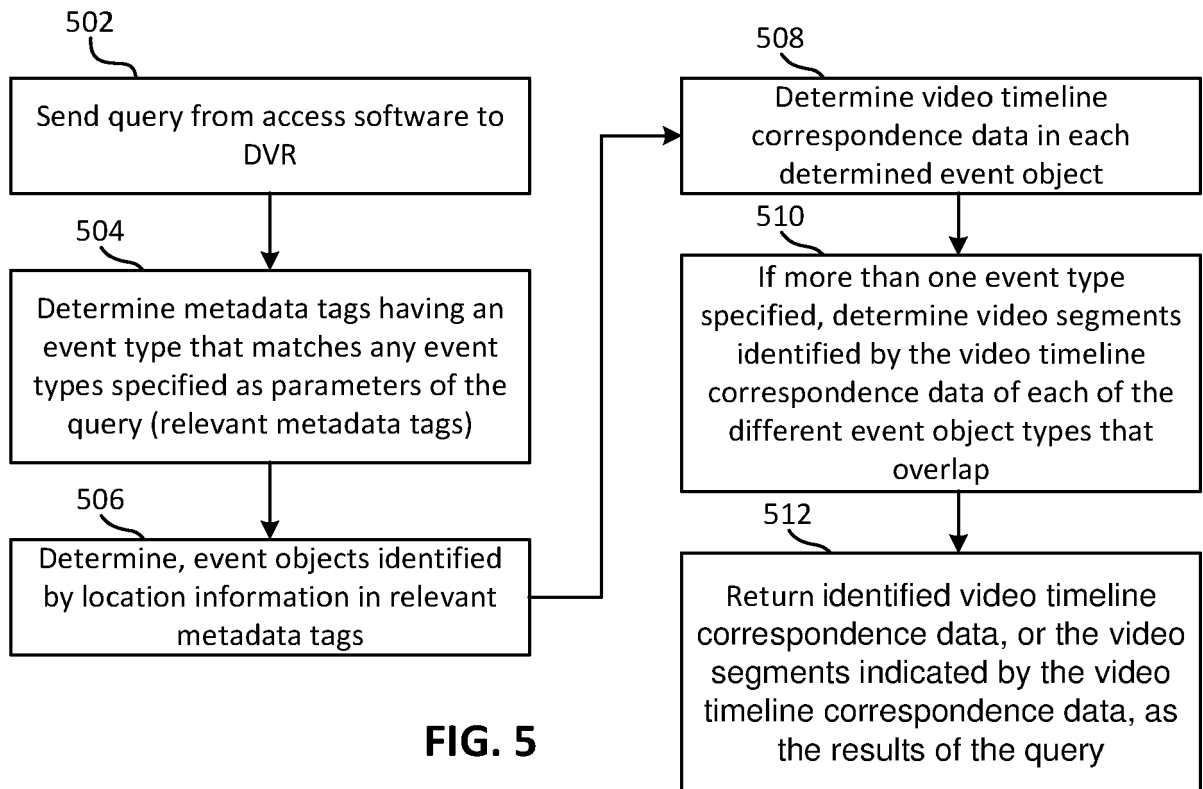 502
Send query from access software to
DVR
504
Determine metadata tags having an
event type that matches any event
types specified as parameters of the
query (relevant metadata tags)
506
Determine, event objects identified
by location information in relevant
metadata tags
508
Determine video timeline
correspondence data in each
determined event object
510
If more than one event type
specified, determine video segments
identified by the video timeline
correspondence data of each of the
different event object types that
overlap
512
Return identified video timeline
correspondence data, or the video
segments indicated by the video
timeline correspondence data, as
the results of the query
FIG. 5